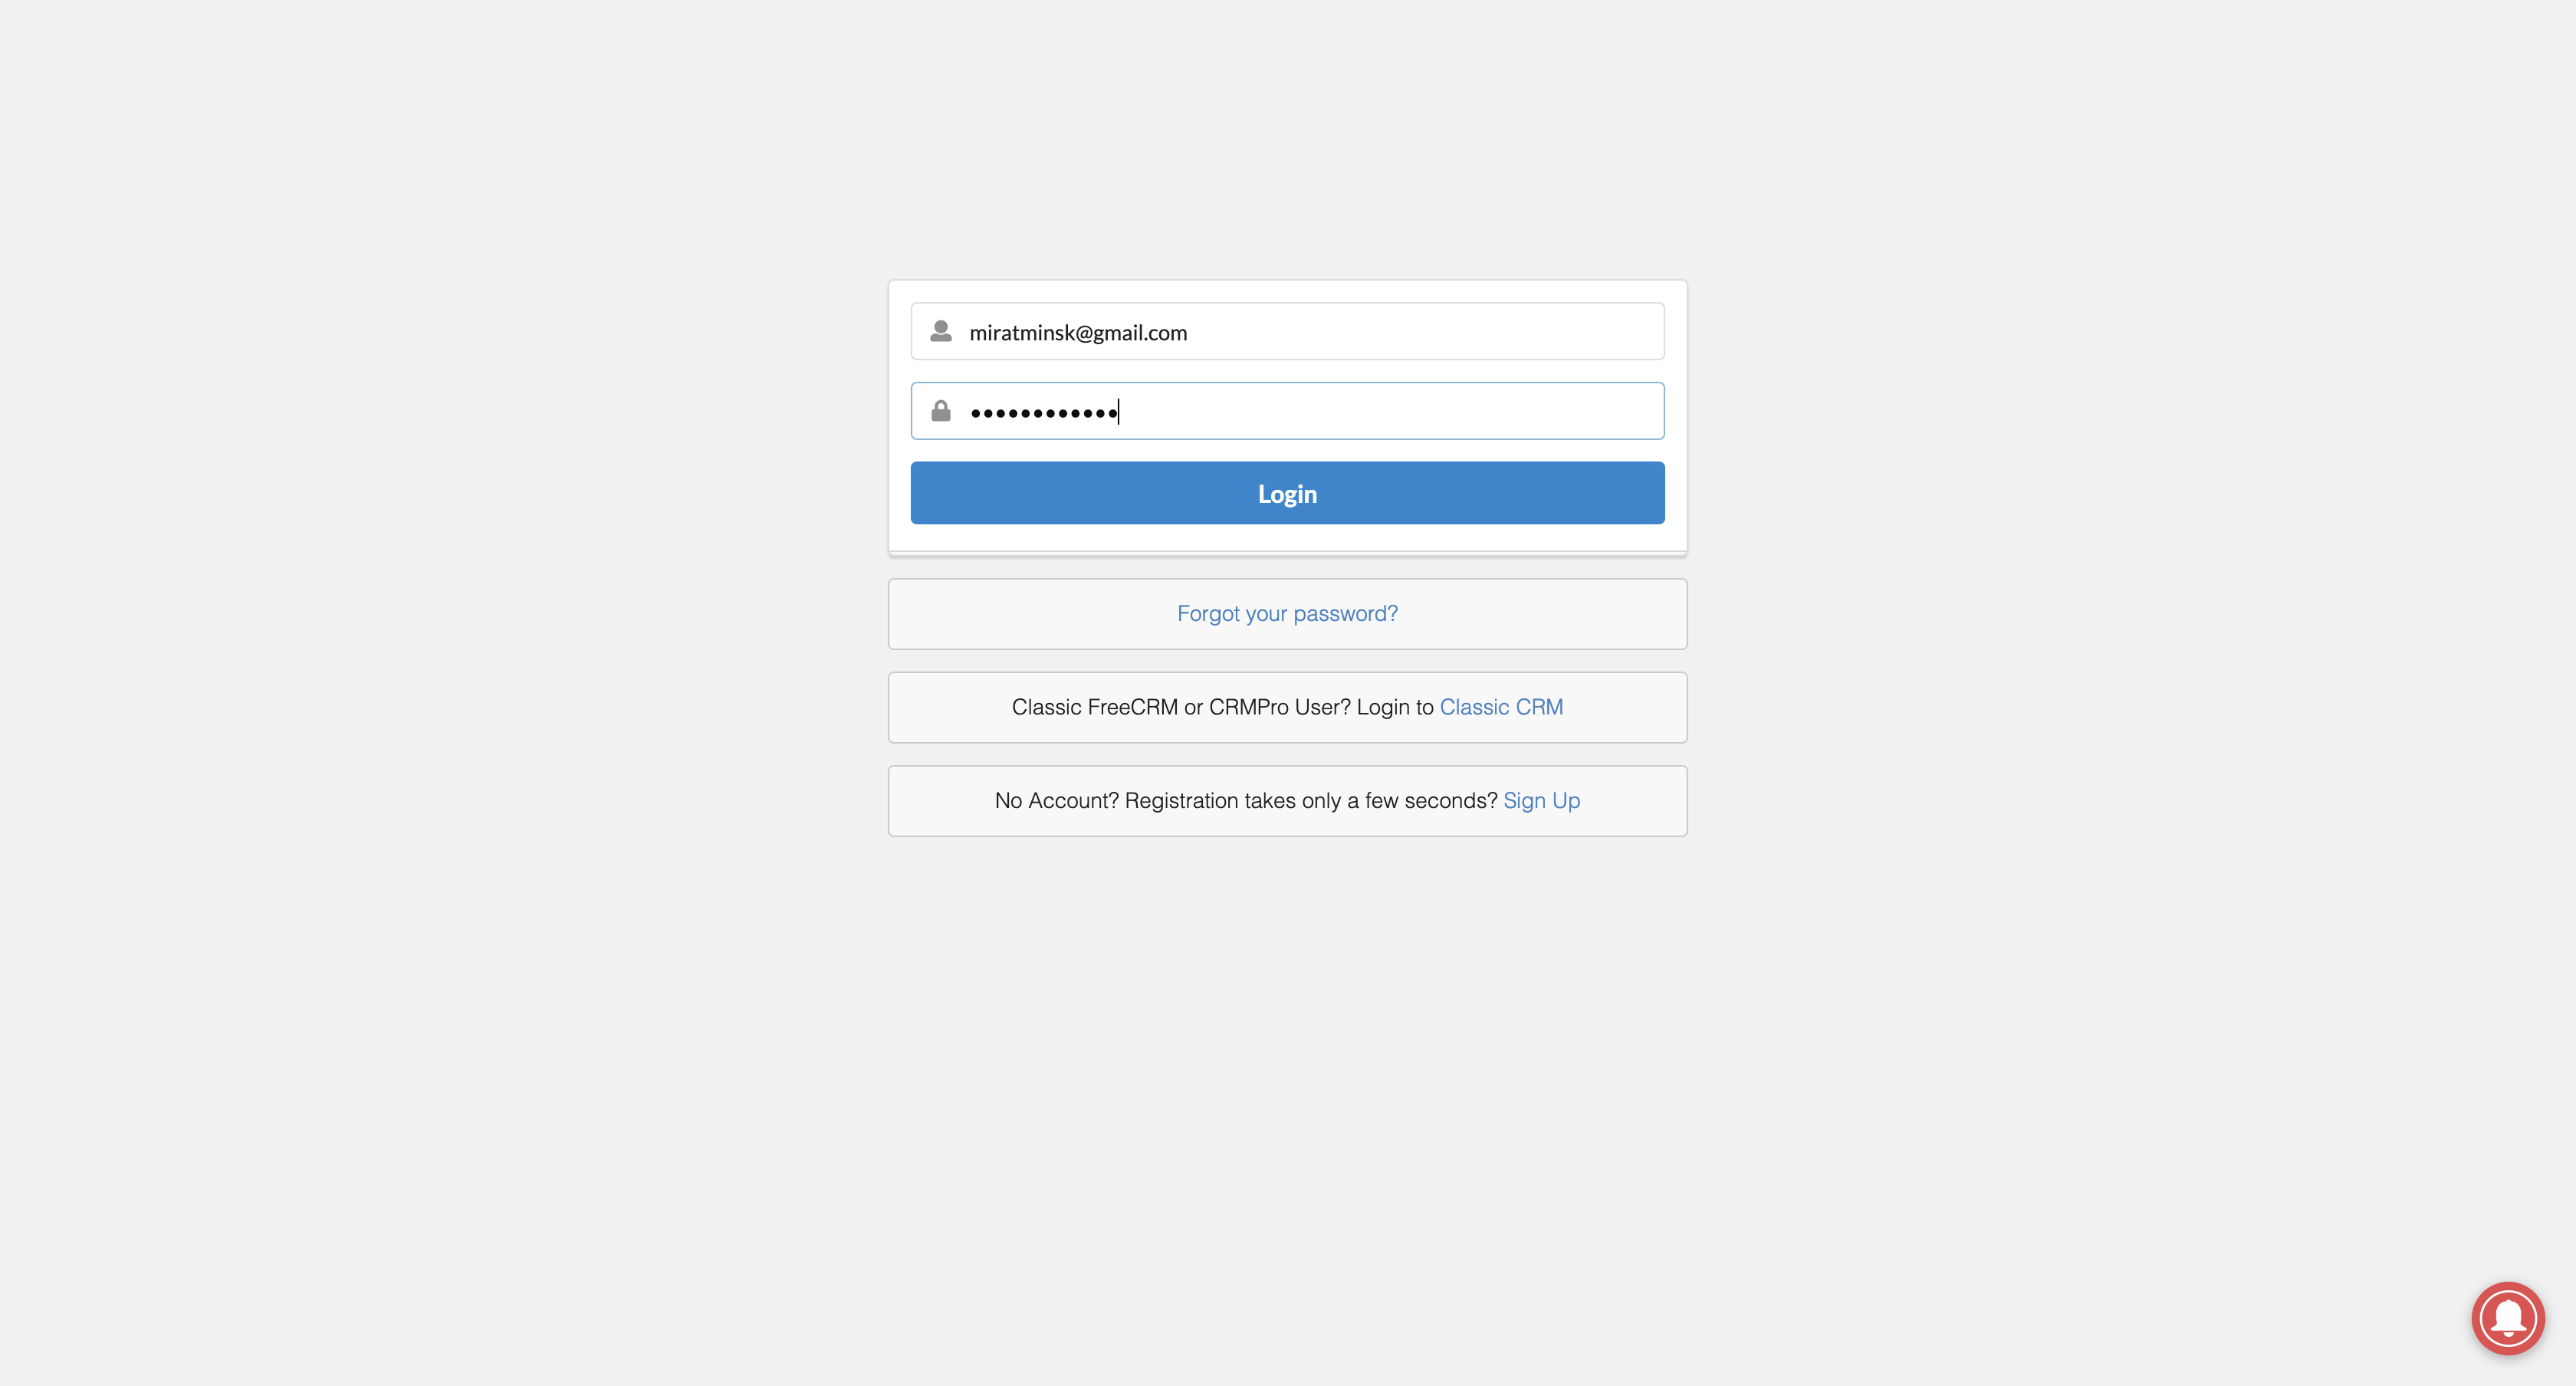 miratminsk@gmail.com
••••••••••••
Login
Forgot your password?
Classic FreeCRM or CRMPro User? Login to Classic CRM
No Account? Registration takes only a few seconds? Sign Up